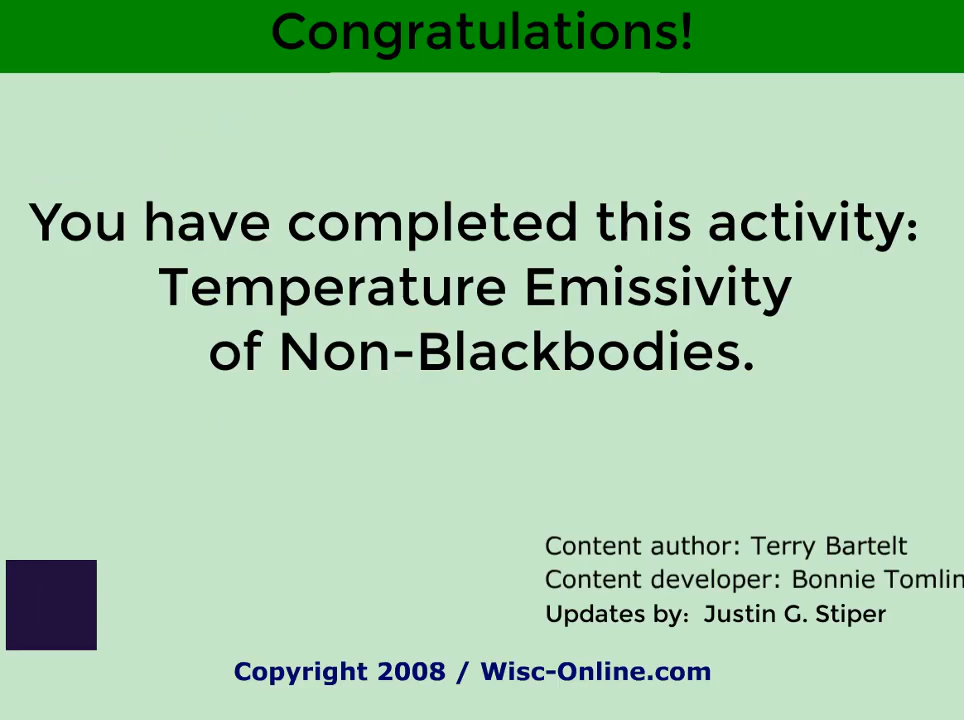 Congratulations!
You have completed this activity:
Temperature Emissivity
of Non-Blackbodies.
Content author: Terry Bartelt
Content developer: Bonnie Tomlin
Updates by: Justin G. Stiper
Copyright 2008 / Wisc-Online.com